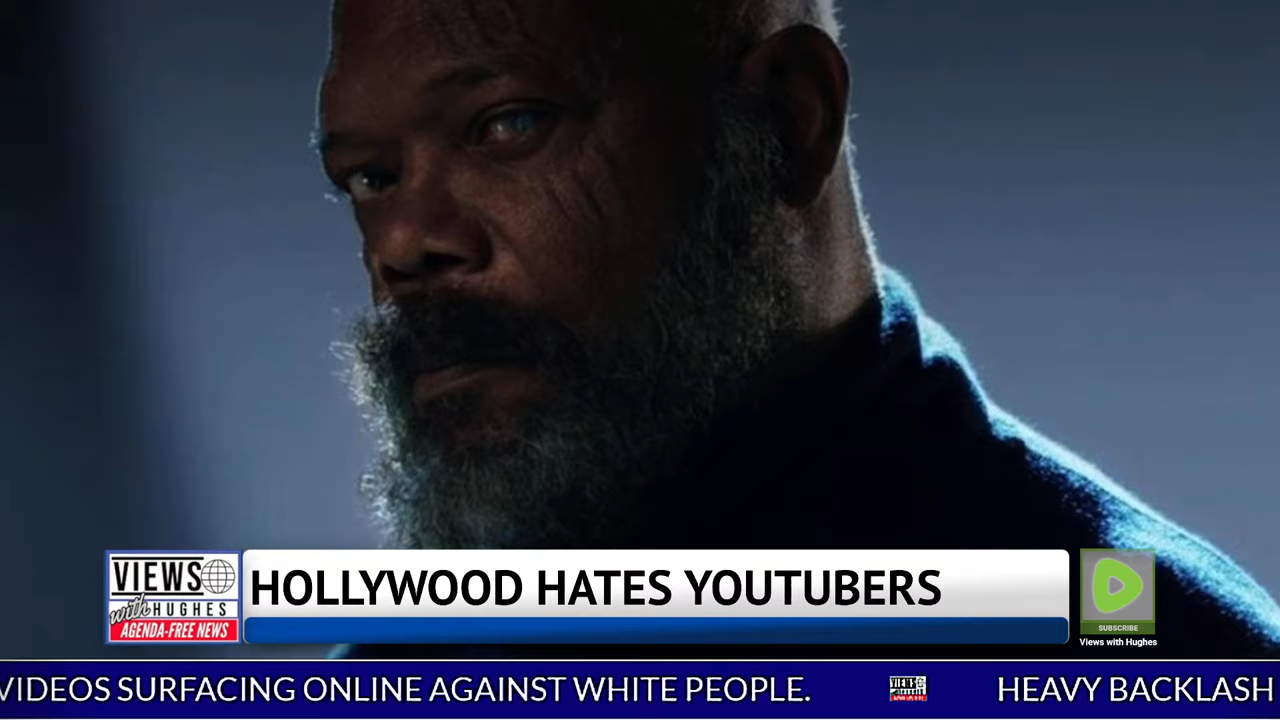 VIEWS
with HUGHES
AGENDA-FREE NEWS
HOLLYWOOD HATES YOUTUBERS
SUBSCRIBE
Views with Hughes
VIDEOS SURFACING ONLINE AGAINST WHITE PEOPLE.
VIEWS
HEAVY BACKLASH